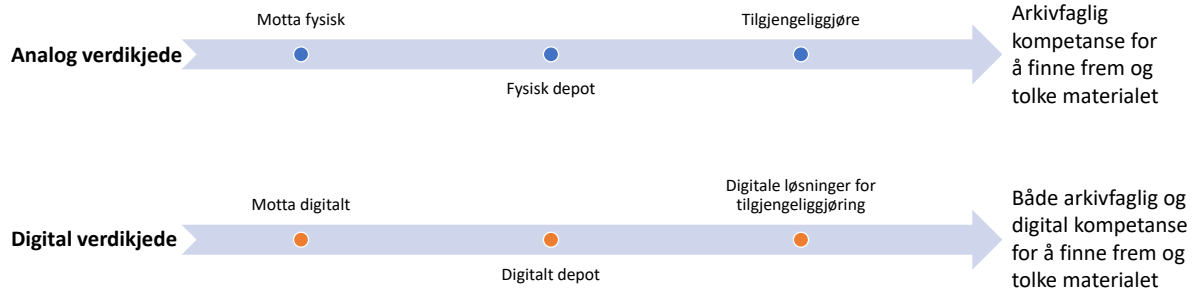 Motta fysisk
Tilgjengeliggjøre
Analog verdikjede
Fysisk depot
Arkivfaglig
kompetanse for
å finne frem og
tolke materialet
Motta digitalt
Digitale løsninger for
tilgjengeliggjøring
Digital verdikjede
Digitalt depot
Både arkivfaglig og
digital kompetanse
for å finne frem og
tolke materialet